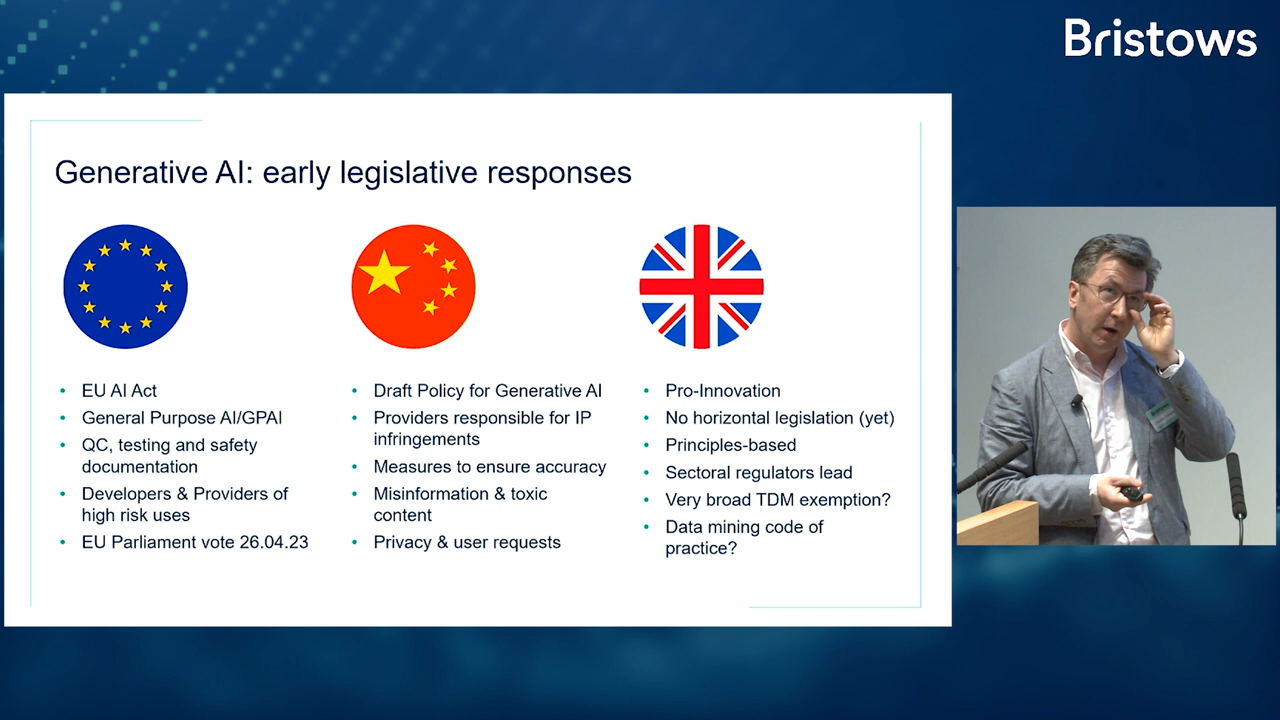 Bristows
Generative AI: early legislative responses
• EU AI Act
• General Purpose AI/GPAI
• QC, testing and safety
documentation
• Developers & Providers of
high risk uses
• EU Parliament vote 26.04.23
• Draft Policy for Generative AI
• Providers responsible for IP
infringements
• Measures to ensure accuracy
• Misinformation & toxic
content
• Privacy & user requests
• Pro-Innovation
• No horizontal legislation (yet)
• Principles-based
• Sectoral regulators lead
• Very broad TDM exemption?
• Data mining code of
practice?